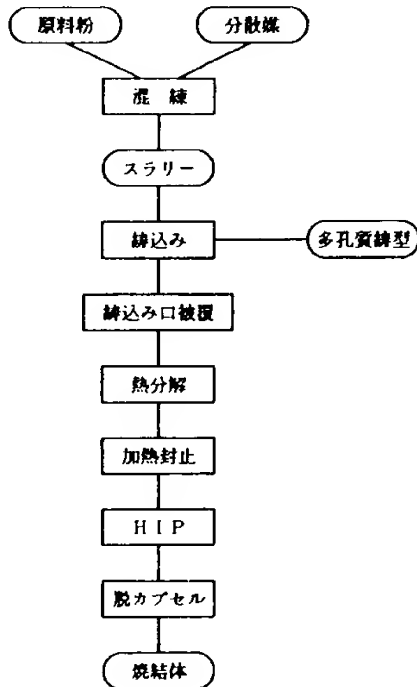 原料粉
分散媒
混練
スラリー
鋳込み
多孔質鋳型
鋳込み口被覆
熱分解
加熱封止
HIP
脱カプセル
焼結体